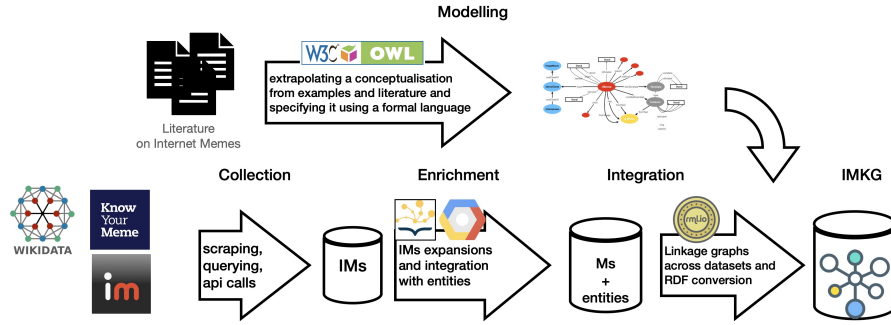 Modelling
W3C OWL
extrapolating a conceptualisation
from examples and literature and
specifying it using a formal language
Literature
on Internet Memes
Collection
Enrichment
Integration
IMKG
WIKIDATA
Know
Your
Meme
im
scraping,
querying,
api calls
IMs
IMs expansions
and integration
with entities
Ms
+
entities
rml.io
Linkage graphs
across datasets and
RDF conversion